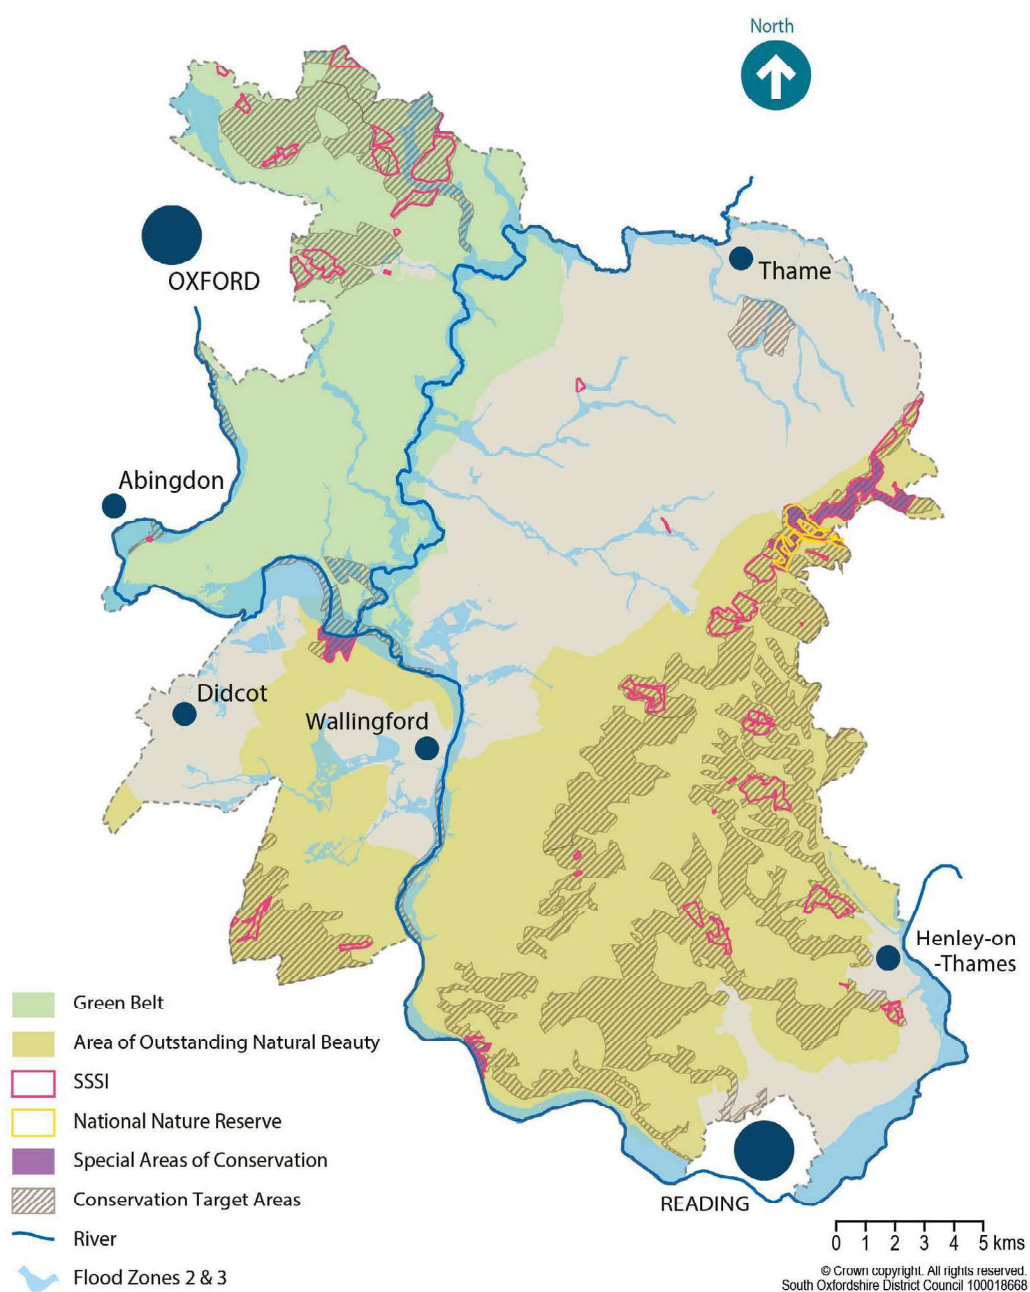 North
OXFORD
Thame
Abingdon
Didcot
Wallingford
Henley-on
-Thames
Green Belt
Area of Outstanding Natural Beauty
SSSI
National Nature Reserve
Special Areas of Conservation
Conservation Target Areas
River
Flood Zones 2 & 3
READING
0 1 2 3 4 5 kms
© Crown copyright. All rights reserved.
South Oxfordshire District Council 100018668